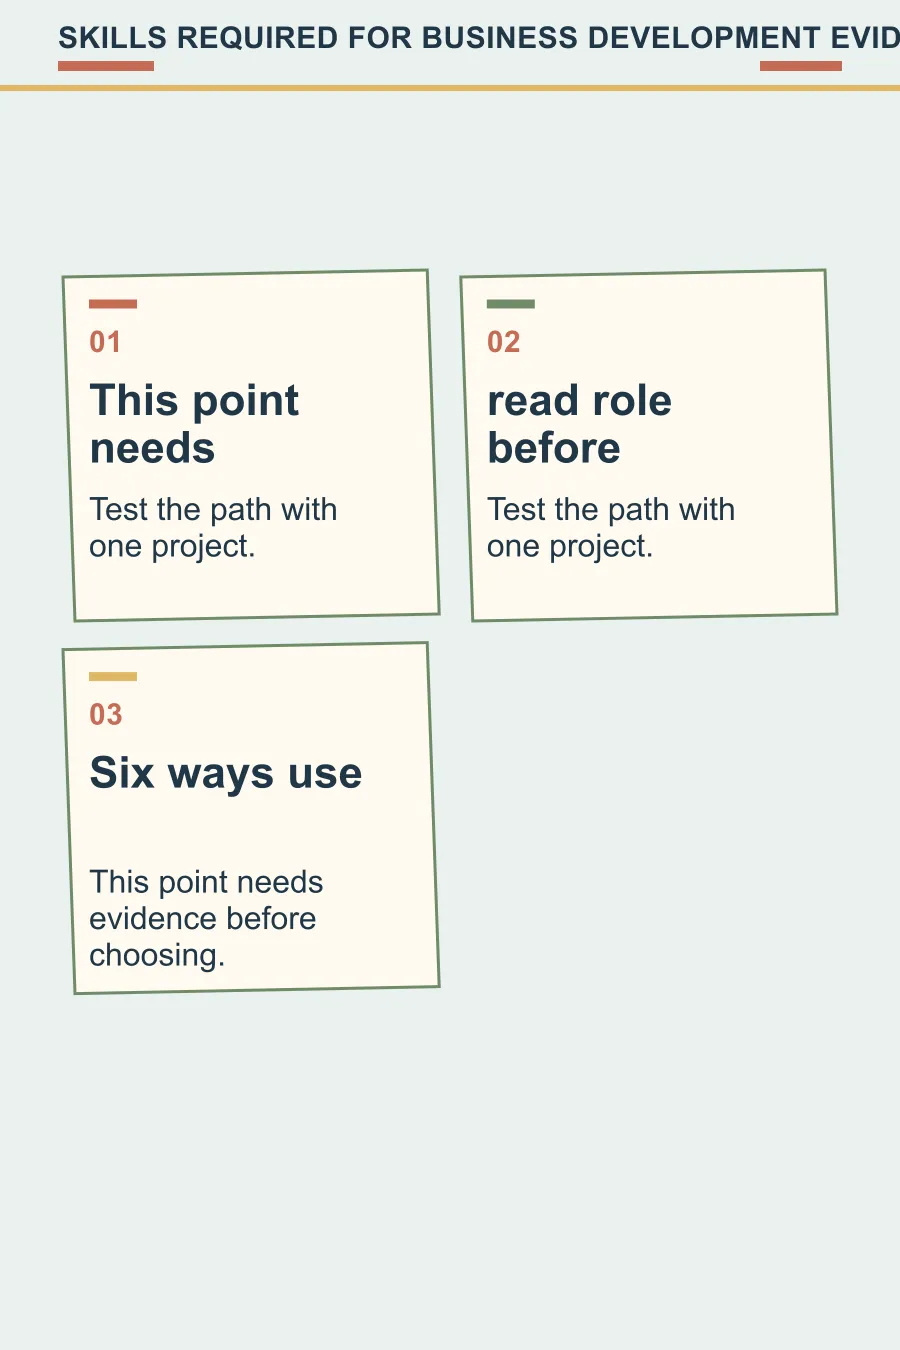 SKILLS REQUIRED FOR BUSINESS DEVELOPMENT EVID
01
This point
needs
Test the path with
one project.
02
read role
before
Test the path with
one project.
03
Six ways use
This point needs
evidence before
choosing.